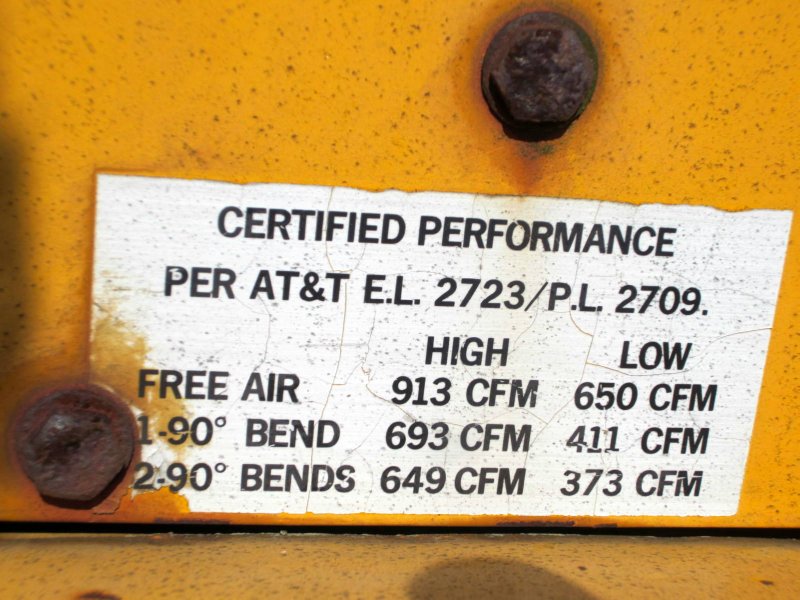 CERTIFIED PERFORMANCE
PER AT&T E.L. 2723/P.L. 2709.
HIGH LOW
FREE AIR 913 CFM 650 CFM
1-90° BEND 693 CFM 411 CFM
2-90° BENDS 649 CFM 373 CFM